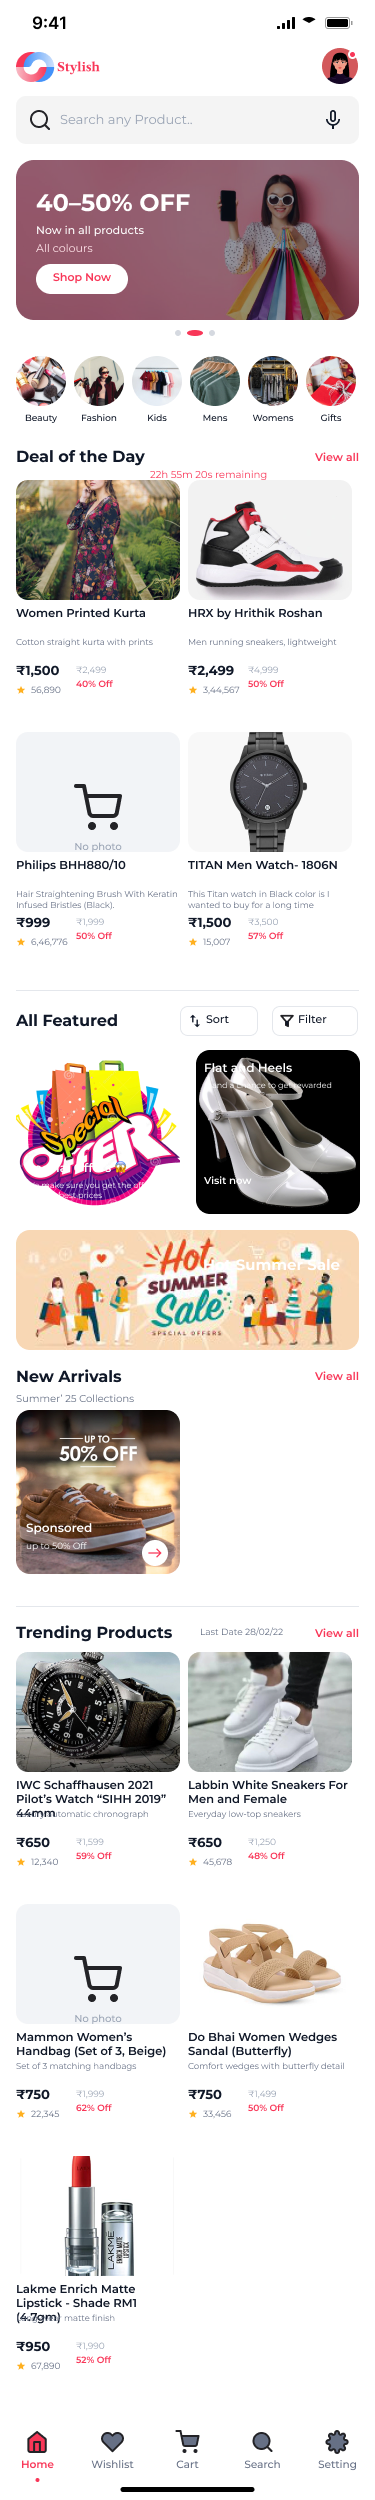 9:41
Stylish
Search any Product..
40–50% OFF
Now in all products
All colours
Shop Now
Beauty
Fashion
Kids
Mens
Womens
Gifts
Deal of the Day
View all
22h 55m 20s remaining
Women Printed Kurta
Cotton straight kurta with prints
₹1,500
₹2,499
40% Off
56,890
HRX by Hrithik Roshan
Men running sneakers, lightweight
₹2,499
₹4,999
50% Off
3,44,567
No photo
Philips BHH880/10
Hair Straightening Brush With Keratin
Infused Bristles (Black).
₹999
₹1,999
50% Off
6,46,776
TITAN Men Watch- 1806N
This Titan watch in Black color is I
wanted to buy for a long time
₹1,500
₹3,500
57% Off
15,007
All Featured
Sort
Filter
Special
OFFER
make sure you get the
best prices
Flat and Heels
chance to get rewarded
Visit now
Hot
SUMMER
Sale
SPECIAL OFFERS
Summer Sale
New Arrivals
View all
Summer’ 25 Collections
UP TO
50% OFF
Sponsored
up to 50% Off
Trending Products
Last Date 28/02/22
View all
IWC Schaffhausen 2021
Pilot’s Watch “SIHH 2019”
44mm
automatic chronograph
₹650
₹1,599
59% Off
12,340
Labbin White Sneakers For
Men and Female
Everyday low-top sneakers
₹650
₹1,250
48% Off
45,678
No photo
Mammon Women’s
Handbag (Set of 3, Beige)
Set of 3 matching handbags
₹750
₹1,999
62% Off
22,345
Do Bhai Women Wedges
Sandal (Butterfly)
Comfort wedges with butterfly detail
₹750
₹1,499
50% Off
33,456
LAKMÉ
ENRICH MATTE
LIPSTICK
Lakme Enrich Matte
Lipstick - Shade RM1
(4.7gm)
matte finish
₹950
₹1,990
52% Off
67,890
Home
Wishlist
Cart
Search
Setting